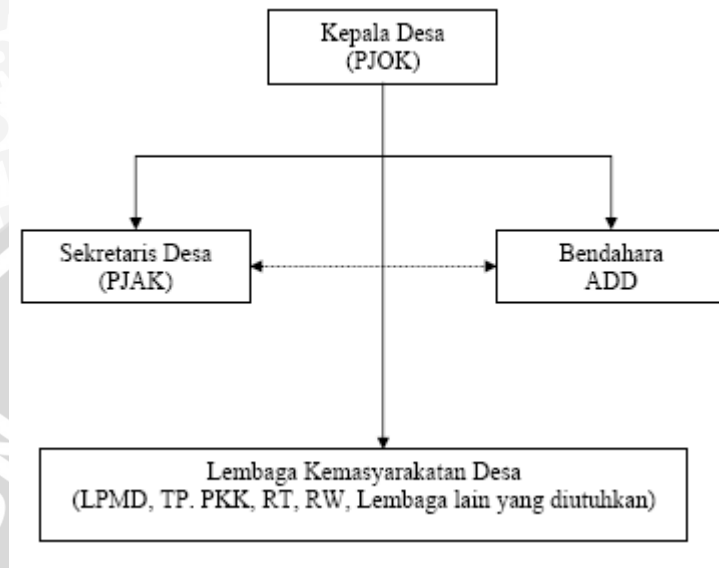 Kepala Desa
(PJOK)
Sekretaris Desa
(PJAK)
Bendahara
ADD
Lembaga Kemasyarakatan Desa
(LPMD, TP. PKK, RT, RW, Lembaga lain yang diutuhkan)